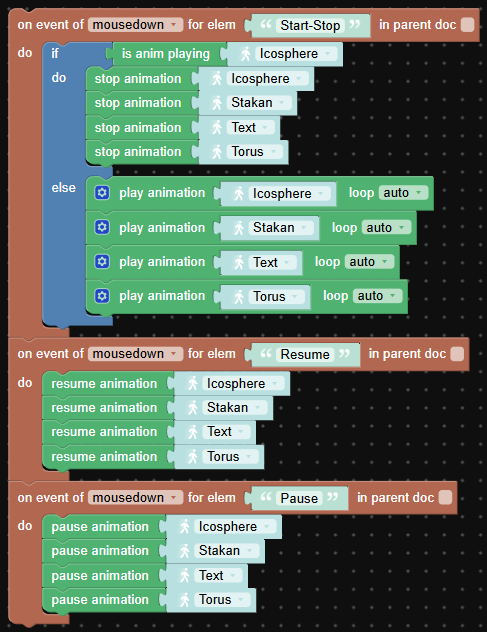 on event of mousedown for elem “ Start-Stop ” in parent doc
do if is anim playing Icosphere
do stop animation Icosphere
stop animation Stakan
stop animation Text
stop animation Torus
else play animation Icosphere loop auto
play animation Stakan loop auto
play animation Text loop auto
play animation Torus loop auto
on event of mousedown for elem “ Resume ” in parent doc
do resume animation Icosphere
resume animation Stakan
resume animation Text
resume animation Torus
on event of mousedown for elem “ Pause ” in parent doc
do pause animation Icosphere
pause animation Stakan
pause animation Text
pause animation Torus